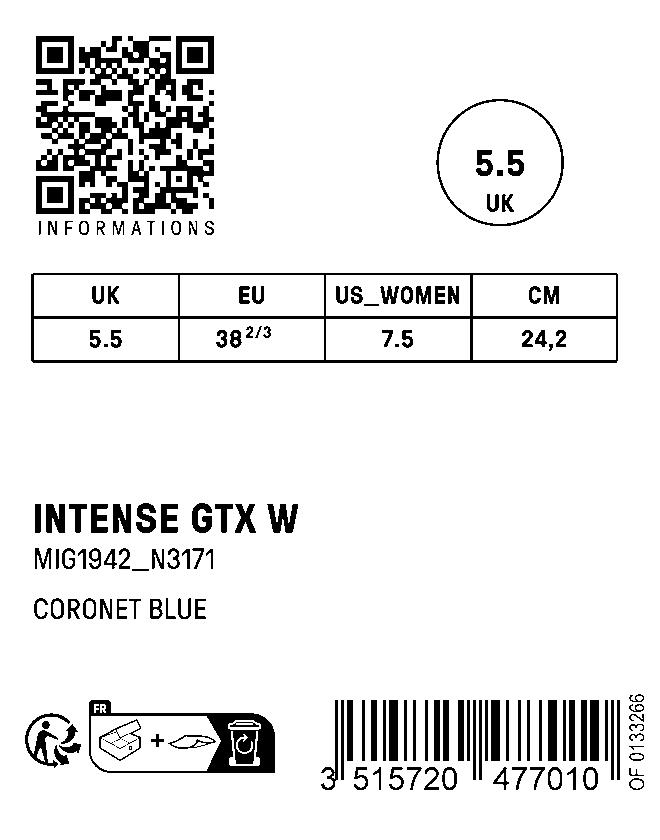 INFORMATIONS
5.5
UK
UK EU US_WOMEN CM
5.5 38 2/3 7.5 24,2
INTENSE GTX W
MIG1942_N3171
CORONET BLUE
FR
3 515720 477010
OF 0133266